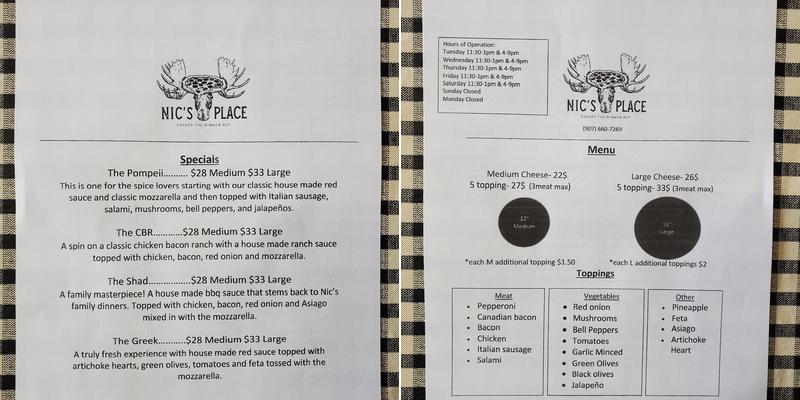 NIC'S PLACE
ESCAPE THE DINNER RUT
Specials
The Pompeii.......... $28 Medium $33 Large
This is one for the spice lovers starting with our classic house made red
sauce and classic mozzarella and then topped with Italian sausage,
salami, mushrooms, bell peppers, and jalapeños.
The CBR............$28 Medium $33 Large
A spin on a classic chicken bacon ranch with a house made ranch sauce
topped with chicken, bacon, red onion and mozzarella.
The Shad..................$28 Medium $33 Large
A family masterpiece! A house made bbq sauce that stems back to Nic's
family dinners. Topped with chicken, bacon, red onion and Asiago
mixed in with the mozzarella.
The Greek...........$28 Medium $33 Large
A truly fresh experience with house made red sauce topped with
artichoke hearts, green olives, tomatoes and feta tossed with the
mozzarella.
Hours of Operation:
Tuesday 11:30-1pm & 4-9pm
Wednesday 11:30-1pm & 4-9pm
Thursday 11:30-1pm & 4-9pm
Friday 11:30-1pm & 4-9pm
Saturday 11:30-1pm & 4-9pm
Sunday Closed
Monday Closed
NIC'S PLACE
ESCAPE THE DINNER RUT
(907) 660-7269
Menu
Medium Cheese- 22$
5 topping- 27$ (3meat max)
12"
Medium
*each M additional topping $1.50
Large Cheese- 26$
5 topping- 33$ (3meat max)
16"
Large
*each L additional toppings $2
Toppings
Meat
• Pepperoni
• Canadian bacon
• Bacon
• Chicken
• Italian sausage
• Salami
Vegetables
• Red onion
• Mushrooms
• Bell Peppers
• Tomatoes
• Garlic Minced
• Green Olives
• Black olives
• Jalapeño
Other
• Pineapple
• Feta
• Asiago
• Artichoke
Heart